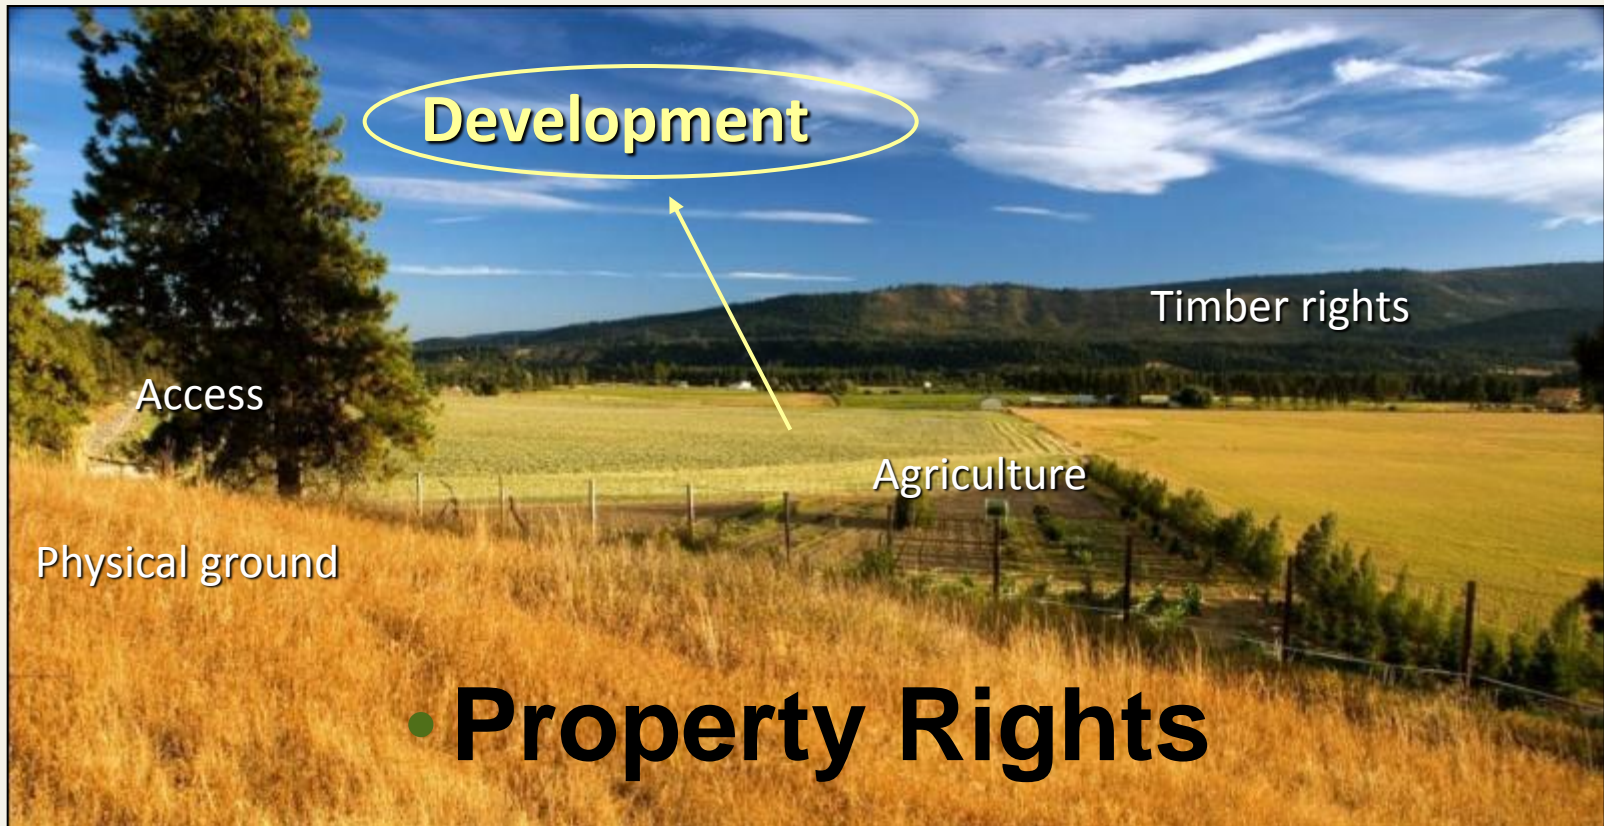 Development
Timber rights
Access
Agriculture
Physical ground
• Property Rights